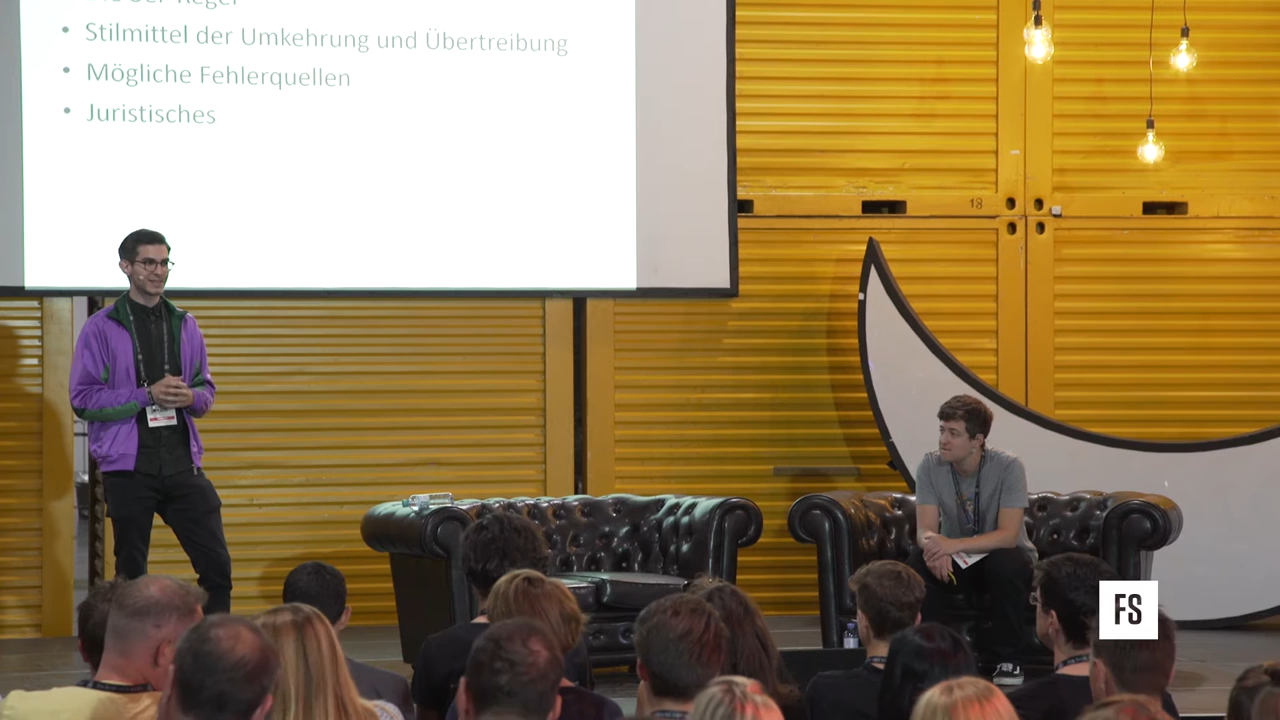 • Stilmittel der Umkehrung und Übertreibung
• Mögliche Fehlerquellen
• Juristisches
18
FS